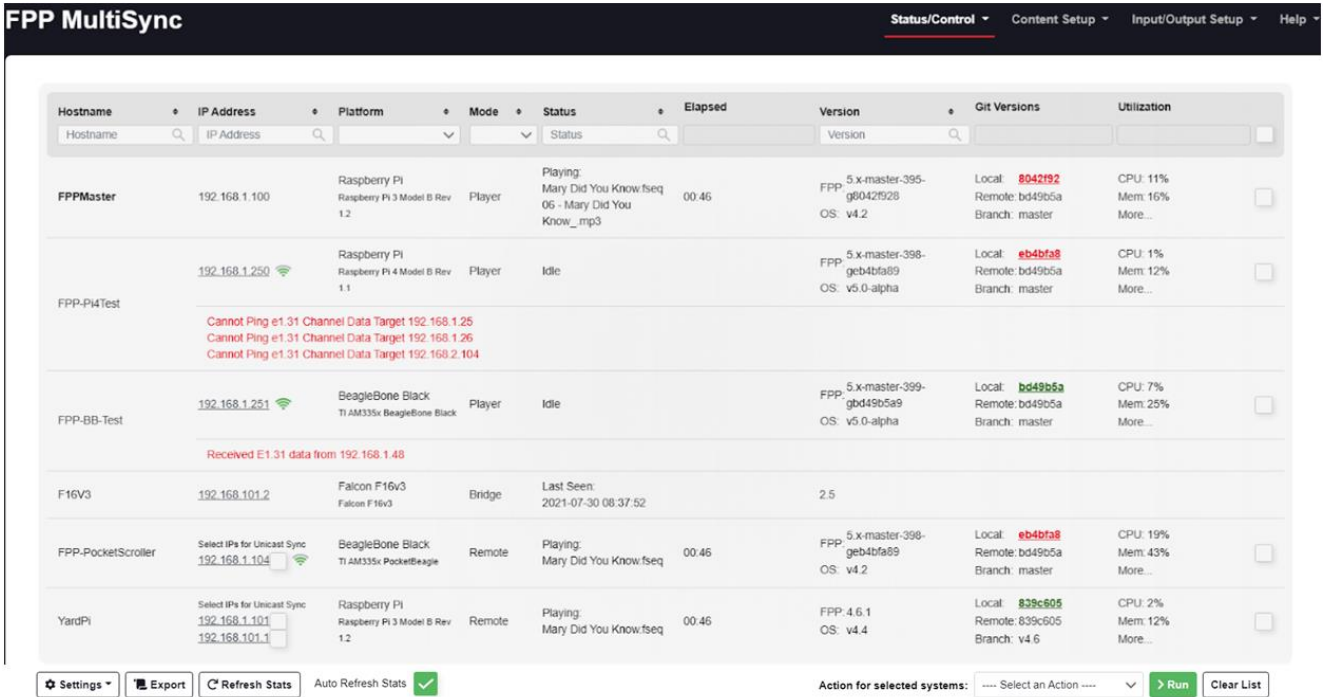 FPP MultiSync
Status/Control Content Setup Input/Output Setup Help
Hostname IP Address Platform Mode Status Elapsed Version Git Versions Utilization
Hostname IP Address Status Version
FPPMaster
192.168.1.100
Raspberry Pi
Raspberry Pi 3 Model B Rev
1.2
Player
Playing:
Mary Did You Know.fseq
06 - Mary Did You
Know_.mp3
00:46
FPP: 5.x-master-395-
g8042f928
OS: v4.2
Local: 8042f92
Remote: bd49b5a
Branch: master
CPU: 11%
Mem: 16%
More...
FPP-Pi4Test
192.168.1.250
Raspberry Pi
Raspberry Pi 4 Model B Rev
1.1
Player
Idle
FPP: 5.x-master-398-
geb4bfa89
OS: v5.0-alpha
Local: eb4bfa8
Remote: bd49b5a
Branch: master
CPU: 1%
Mem: 12%
More...
Cannot Ping e1.31 Channel Data Target 192.168.1.25
Cannot Ping e1.31 Channel Data Target 192.168.1.26
Cannot Ping e1.31 Channel Data Target 192.168.2.104
FPP-BB-Test
192.168.1.251
BeagleBone Black
TI AM335x BeagleBone Black
Player
Idle
FPP: 5.x-master-399-
gbd49b5a9
OS: v5.0-alpha
Local: bd49b5a
Remote: bd49b5a
Branch: master
CPU: 7%
Mem: 25%
More...
Received E1.31 data from 192.168.1.48
F16V3
192.168.101.2
Falcon F16v3
Falcon F16v3
Bridge
Last Seen:
2021-07-30 08:37:52
2.5
FPP-PocketScroller
Select IPs for Unicast Sync
192.168.1.104
BeagleBone Black
TI AM335x PocketBeagle
Remote
Playing:
Mary Did You Know.fseq
00:46
FPP: 5.x-master-398-
geb4bfa89
OS: v4.2
Local: eb4bfa8
Remote: bd49b5a
Branch: master
CPU: 19%
Mem: 43%
More...
YardPi
Select IPs for Unicast Sync
192.168.1.101
192.168.101.1
Raspberry Pi
Raspberry Pi 3 Model B Rev
1.2
Remote
Playing:
Mary Did You Know.fseq
00:46
FPP: 4.6.1
OS: v4.4
Local: 839c605
Remote: 839c605
Branch: v4.6
CPU: 2%
Mem: 12%
More...
Settings Export Refresh Stats Auto Refresh Stats Action for selected systems: ---- Select an Action ---- Run Clear List